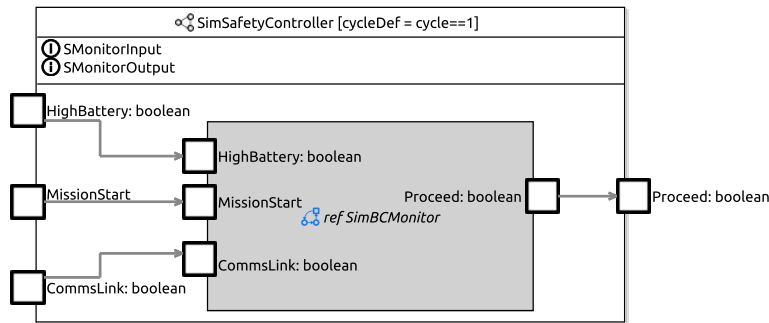 SimSafetyController [cycleDef = cycle==1]
I SMonitorInput
i SMonitorOutput
HighBattery: boolean
HighBattery: boolean
MissionStart
MissionStart
Proceed: boolean
Proceed: boolean
ref SimBCMonitor
CommsLink: boolean
CommsLink: boolean